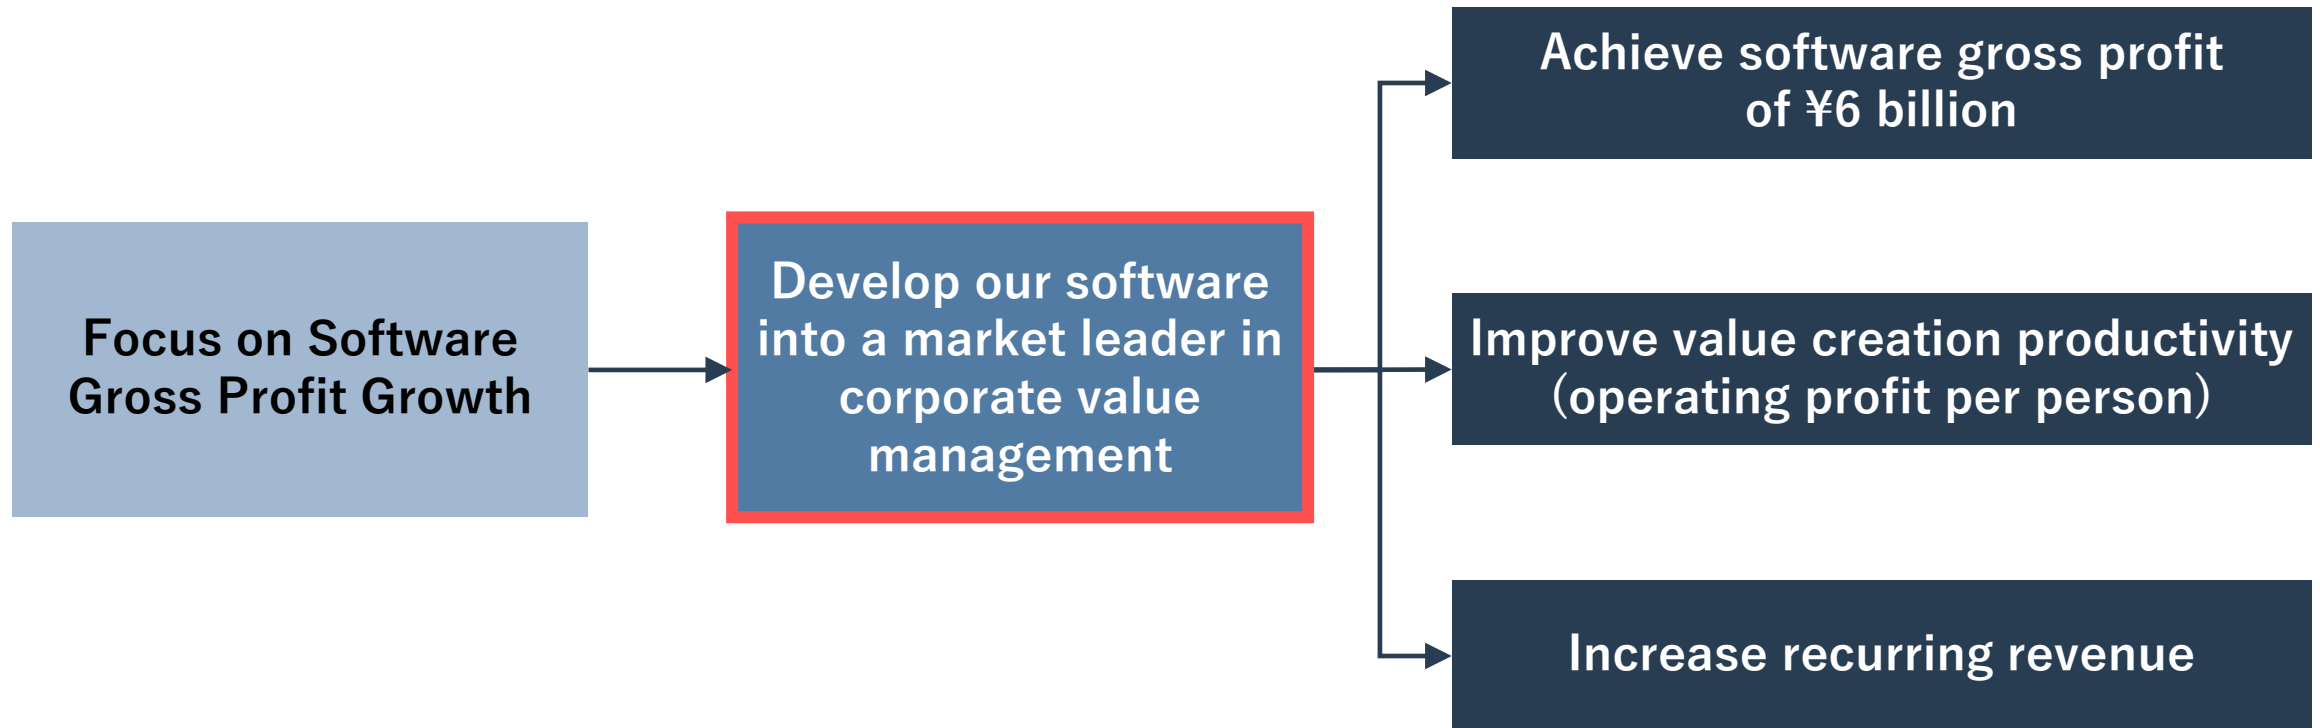 Focus on Software
Gross Profit Growth
Develop our software
into a market leader in
corporate value
management
Achieve software gross profit
of ¥6 billion
Improve value creation productivity
（operating profit per person）
Increase recurring revenue